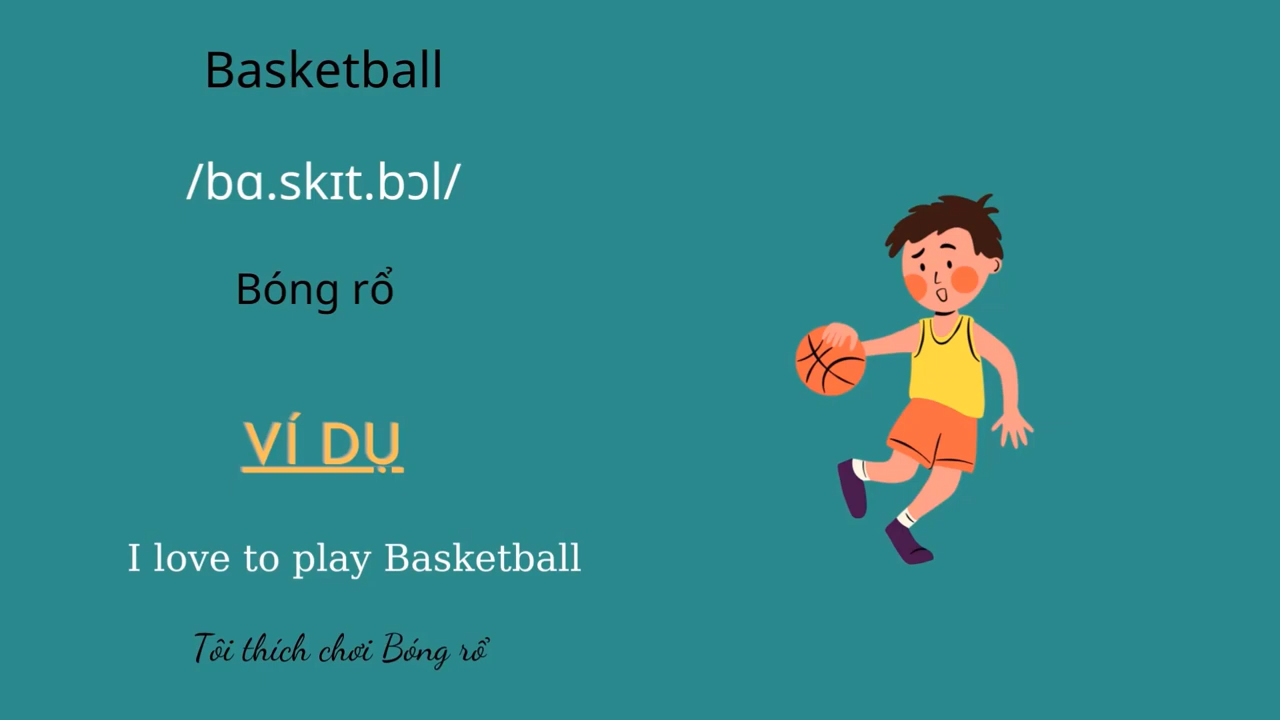 Basketball
/bɑ.skɪt.bɔl/
Bóng rổ
VÍ DỤ
I love to play Basketball
Tôi thích chơi Bóng rổ